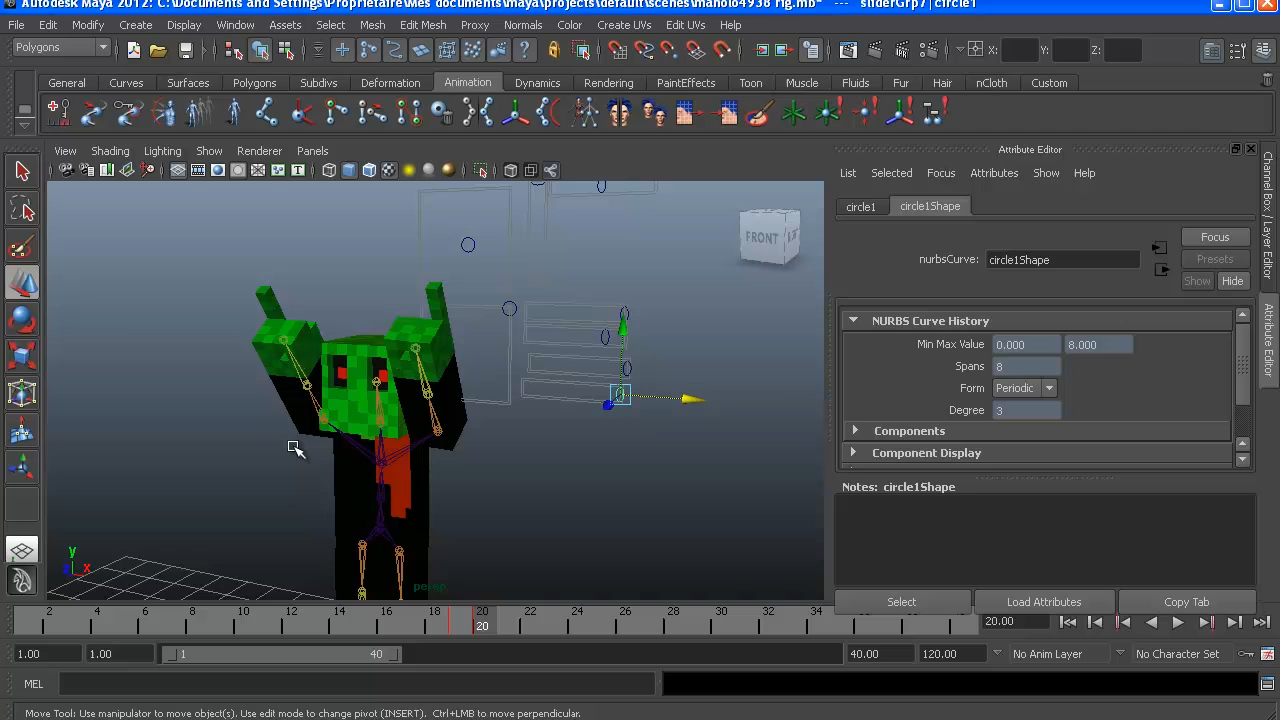 Autodesk Maya 2012: C:\Documents and Settings\Proprietaire\Mes documents\maya\projects\default\scenes\manolo4938 rig.mb* --- sliderGrp7 | circle1
File Edit Modify Create Display Window Assets Select Mesh Edit Mesh Proxy Normals Color Create UVs Edit UVs Help
Polygons X: Y: Z:
General Curves Surfaces Polygons Subdivs Deformation Animation Dynamics Rendering PaintEffects Toon Muscle Fluids Fur Hair nCloth Custom
View Shading Lighting Show Renderer Panels
Attribute Editor
List Selected Focus Attributes Show Help
circle1 circle1Shape
Focus
nurbsCurve: circle1Shape
Presets
Show Hide
NURBS Curve History
Min Max Value 0.000 8.000
Spans 8
Form Periodic
Degree 3
Components
Component Display
Notes: circle1Shape
Select Load Attributes Copy Tab
Channel Box / Layer Editor
Attribute Editor
FRONT
y
z x
persp
2 4 6 8 10 12 14 16 18 20 22 24 26 28 30 32 34 36 38 40
20
20.00
1.00 1.00 1 40 40.00 120.00 No Anim Layer No Character Set
MEL
Move Tool: Use manipulator to move object(s). Use edit mode to change pivot (INSERT). Ctrl+LMB to move perpendicular.